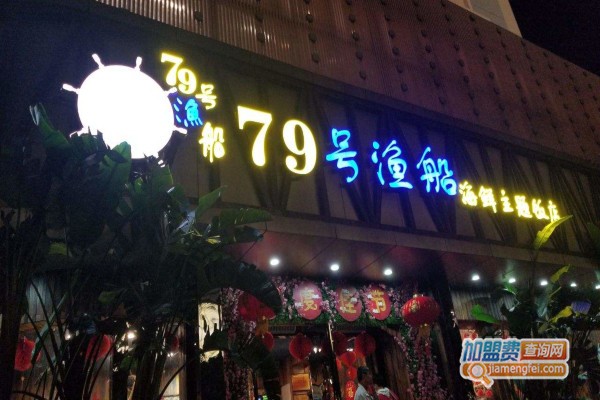 79号
渔
船
79号渔船海鲜主题饭店
加盟费查询网
jiamengfei.com